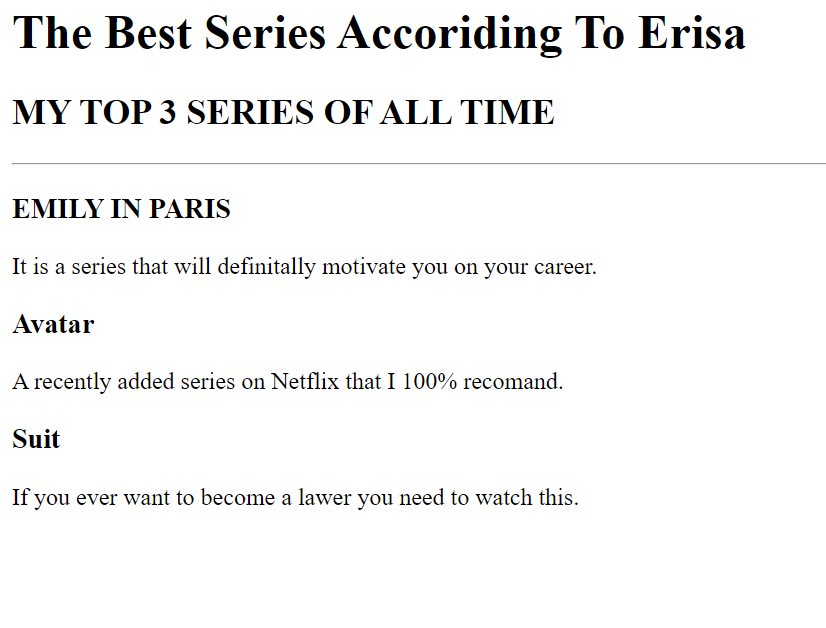 The Best Series Accoriding To Erisa
MY TOP 3 SERIES OF ALL TIME
EMILY IN PARIS
It is a series that will definitally motivate you on your career.
Avatar
A recently added series on Netflix that I 100% recomand.
Suit
If you ever want to become a lawer you need to watch this.